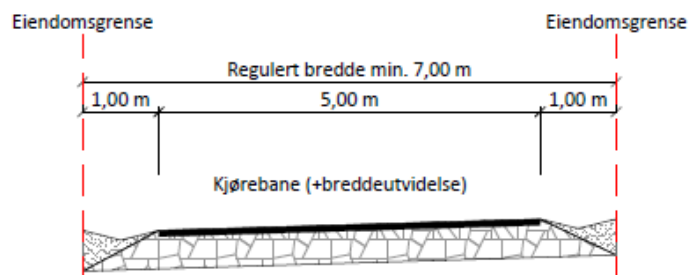 Eiendomsgrense Eiendomsgrense
Regulert bredde min. 7,00 m
1,00 m 5,00 m 1,00 m
Kjørebane (+breddeutvidelse)